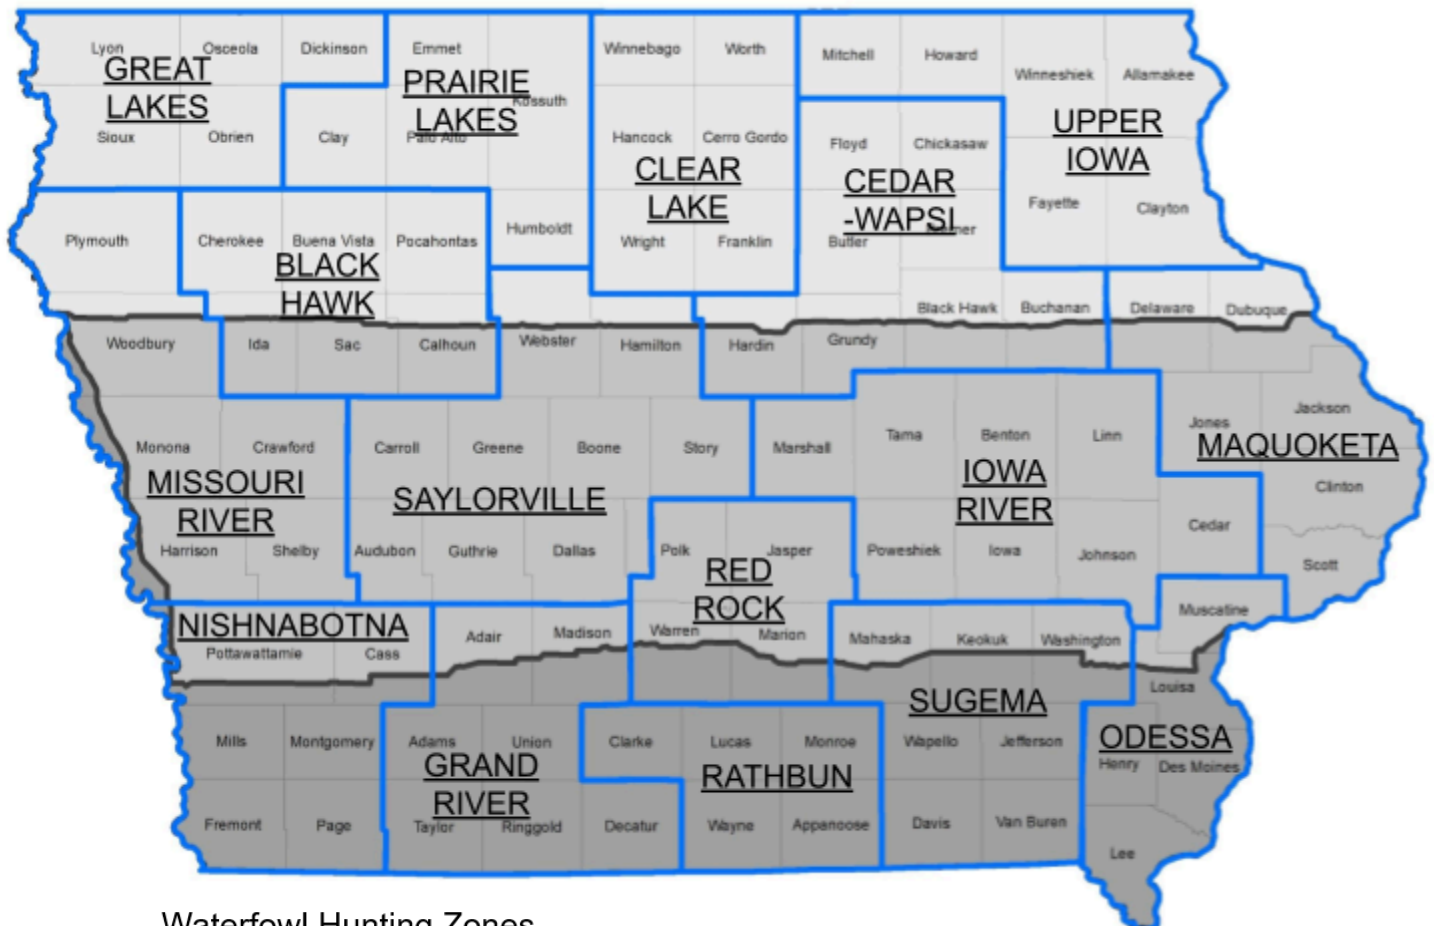 Lyon Osceola Dickinson Emmet Winnebago Worth Mitchell Howard
Winneshiek Allamakee
GREAT
LAKES
PRAIRIE
LAKES
Kossuth
Sioux Obrien Clay Palo Alto Hancock Cerro Gordo Floyd Chickasaw
UPPER
IOWA
CLEAR
LAKE
CEDAR
-WAPSI
Fayette Clayton
Plymouth Cherokee Buena Vista Pocahontas Humboldt Wright Franklin Butler
BLACK
HAWK
Black Hawk Buchanan Delaware Dubuque
Woodbury Ida Sac Calhoun Webster Hamilton Hardin Grundy
Monona Crawford Carroll Greene Boone Story Marshall Tama Benton Linn Jones Jackson
MAQUOKETA
MISSOURI
RIVER
SAYLORVILLE
IOWA
RIVER
Clinton
Cedar
Harrison Shelby Audubon Guthrie Dallas Polk Jasper Poweshiek Iowa Johnson Scott
RED
ROCK
NISHNABOTNA
Muscatine
Pottawattamie Cass Adair Madison Warren Marion Mahaska Keokuk Washington
Louisa
SUGEMA
ODESSA
Mills Montgomery Adams Union Clarke Lucas Monroe Wapello Jefferson Henry Des Moines
GRAND
RIVER
RATHBUN
Fremont Page Taylor Ringgold Decatur Wayne Appanoose Davis Van Buren
Lee
Waterfowl Hunting Zones